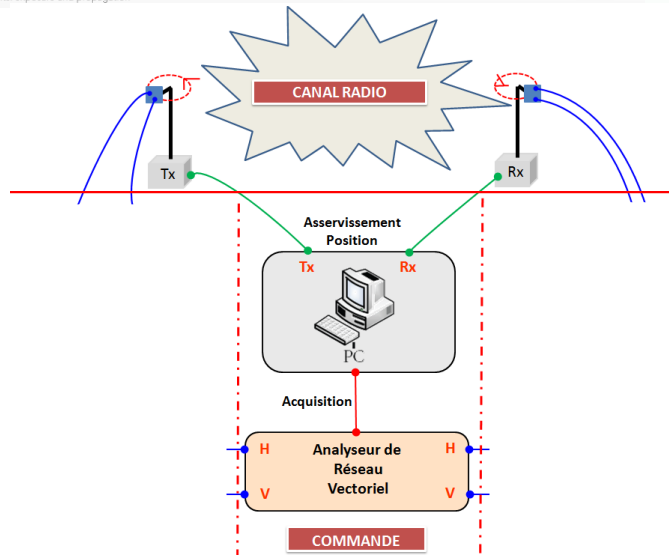 CANAL RADIO
Tx
Rx
Asservissement
Position
Tx
Rx
PC
Acquisition
H
Analyseur de
H
Réseau
V
Vectoriel
V
COMMANDE